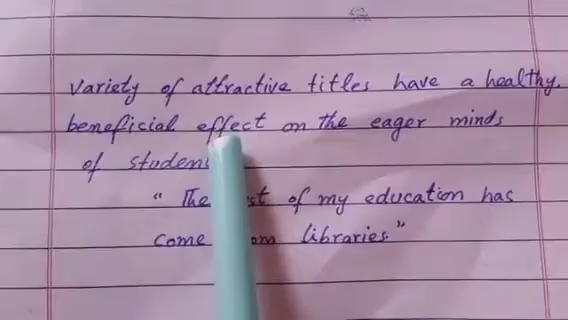 Variety of attractive titles have a healthy,
beneficial effect on the eager minds
of
"The of my education has
come libraries."